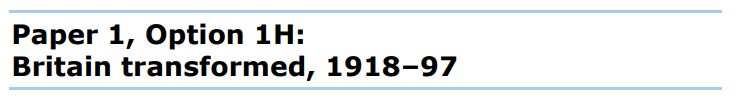 Paper 1, Option 1H:
Britain transformed, 1918–97